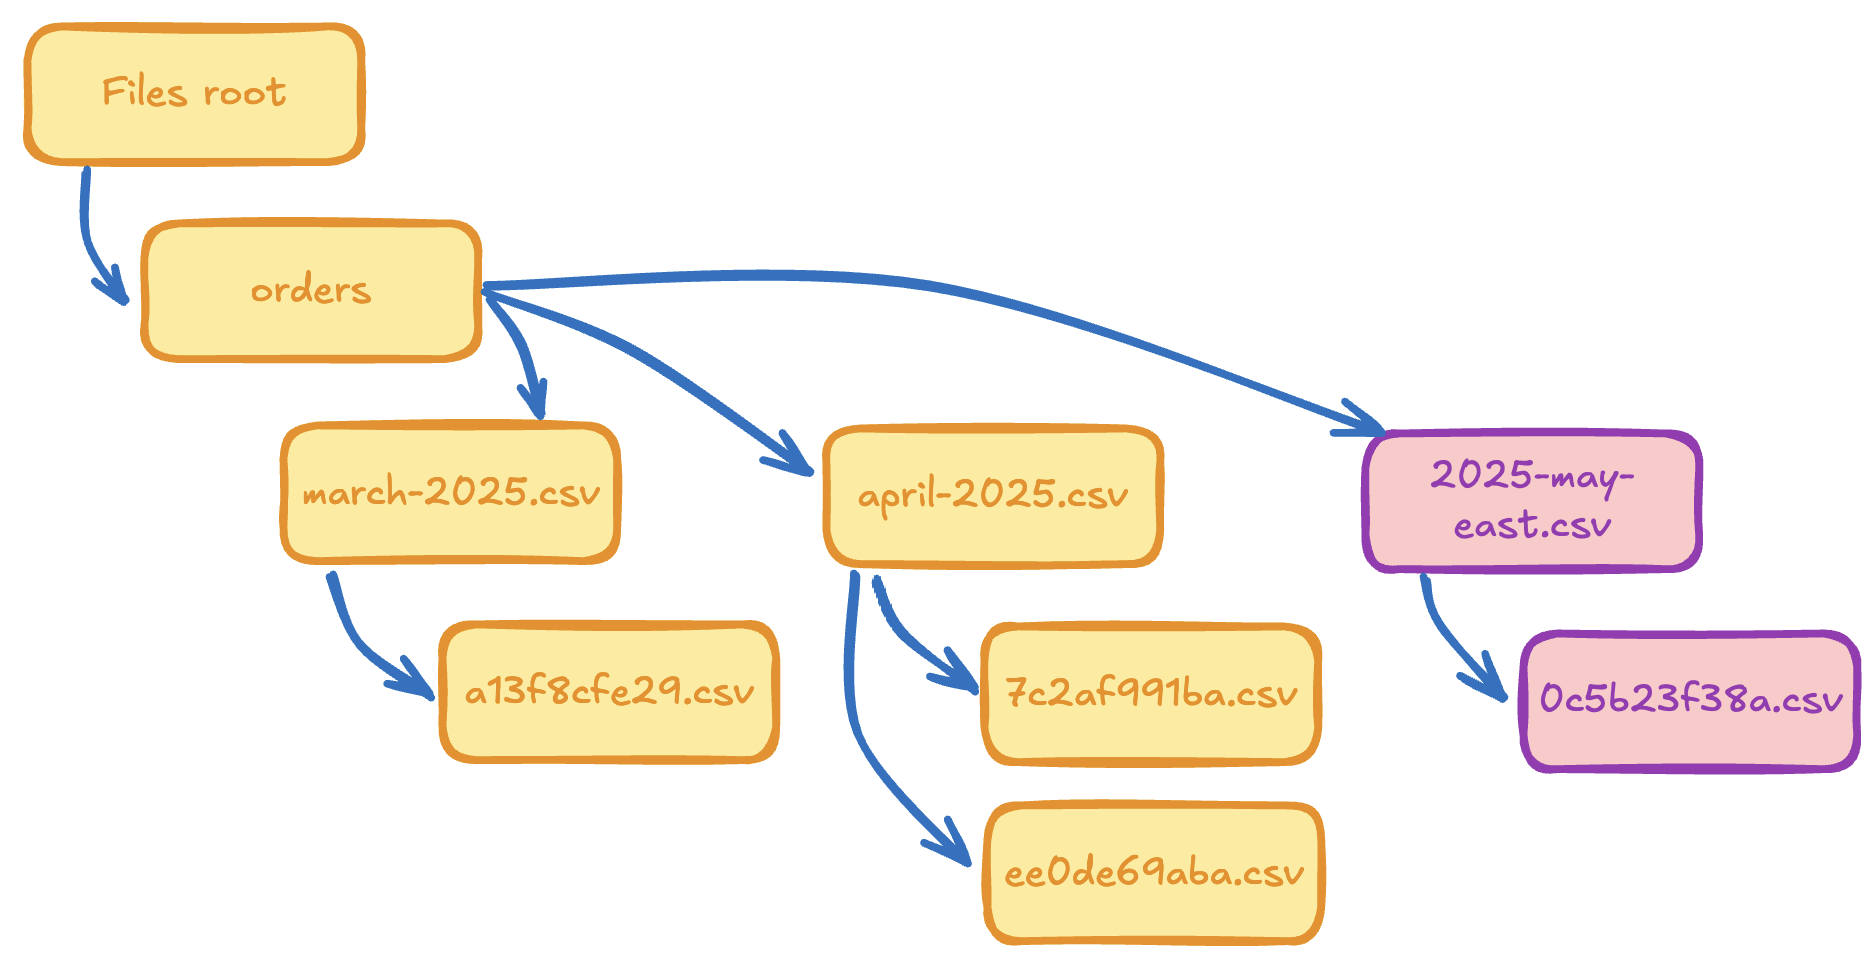 Files root
orders
march-2025.csv
april-2025.csv
2025-may-
east.csv
a13f8cfe29.csv
7c2af991ba.csv
0c5b23f38a.csv
ee0de69aba.csv